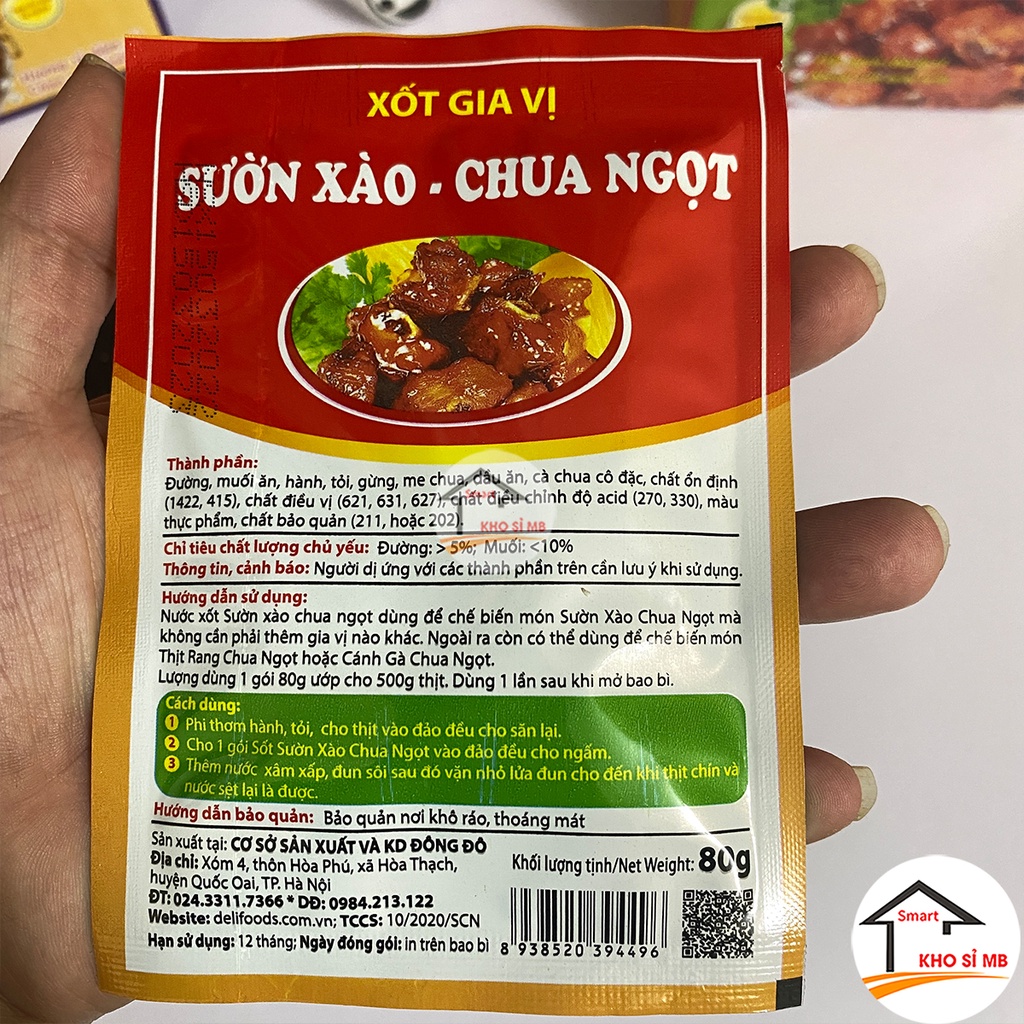 XỐT GIA VỊ
SƯỜN XÀO - CHUA NGỌT
Thành phần:
Đường, muối ăn, hành, tỏi, gừng, me chua, dầu ăn, cà chua cô đặc, chất ổn định
(1422, 415), chất điều vị (621, 631, 627), chất điều chỉnh độ acid (270, 330), màu
thực phẩm, chất bảo quản (211, hoặc 202).
Chỉ tiêu chất lượng chủ yếu: Đường: > 5%; Muối: <10%
Thông tin, cảnh báo: Người dị ứng với các thành phần trên cần lưu ý khi sử dụng.
Hướng dẫn sử dụng:
Nước xốt Sườn xào chua ngọt dùng để chế biến món Sườn Xào Chua Ngọt mà
không cần phải thêm gia vị nào khác. Ngoài ra còn có thể dùng để chế biến món
Thịt Rang Chua Ngọt hoặc Cánh Gà Chua Ngọt.
Lượng dùng 1 gói 80g ướp cho 500g thịt. Dùng 1 lần sau khi mở bao bì.
Cách dùng:
1 Phi thơm hành, tỏi, cho thịt vào đảo đều cho săn lại.
2 Cho 1 gói Sốt Sườn Xào Chua Ngọt vào đảo đều cho ngấm.
3 Thêm nước xâm xấp, đun sôi sau đó vặn nhỏ lửa đun cho đến khi thịt chín và
nước sệt lại là được.
Hướng dẫn bảo quản: Bảo quản nơi khô ráo, thoáng mát
Sản xuất tại: CƠ SỞ SẢN XUẤT VÀ KD ĐÔNG ĐÔ
Địa chỉ: Xóm 4, thôn Hòa Phú, xã Hòa Thạch,
huyện Quốc Oai, TP. Hà Nội
ĐT: 024.3311.7366 * DĐ: 0984.213.122
Website: delifoods.com.vn; TCCS: 10/2020/SCN
Hạn sử dụng: 12 tháng; Ngày đóng gói: in trên bao bì
Khối lượng tịnh/Net Weight: 80g
8 938520 394496
Smart
KHO SỈ MB
Smart
KHO SỈ MB